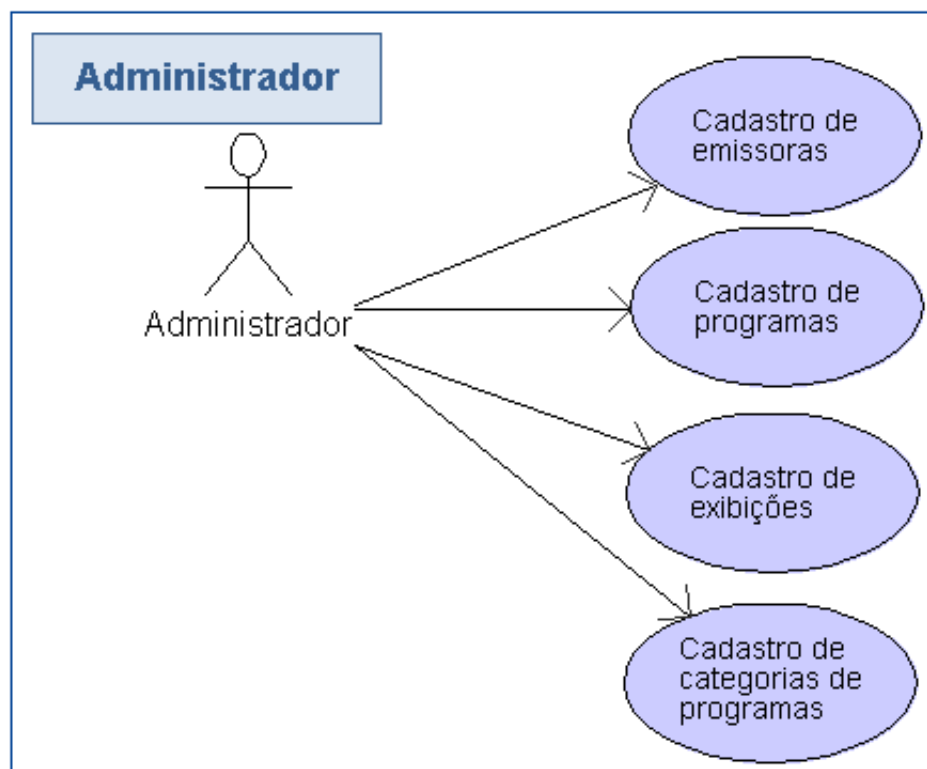 Administrador
Administrador
Cadastro de
emissoras
Cadastro de
programas
Cadastro de
exibições
Cadastro de
categorias de
programas